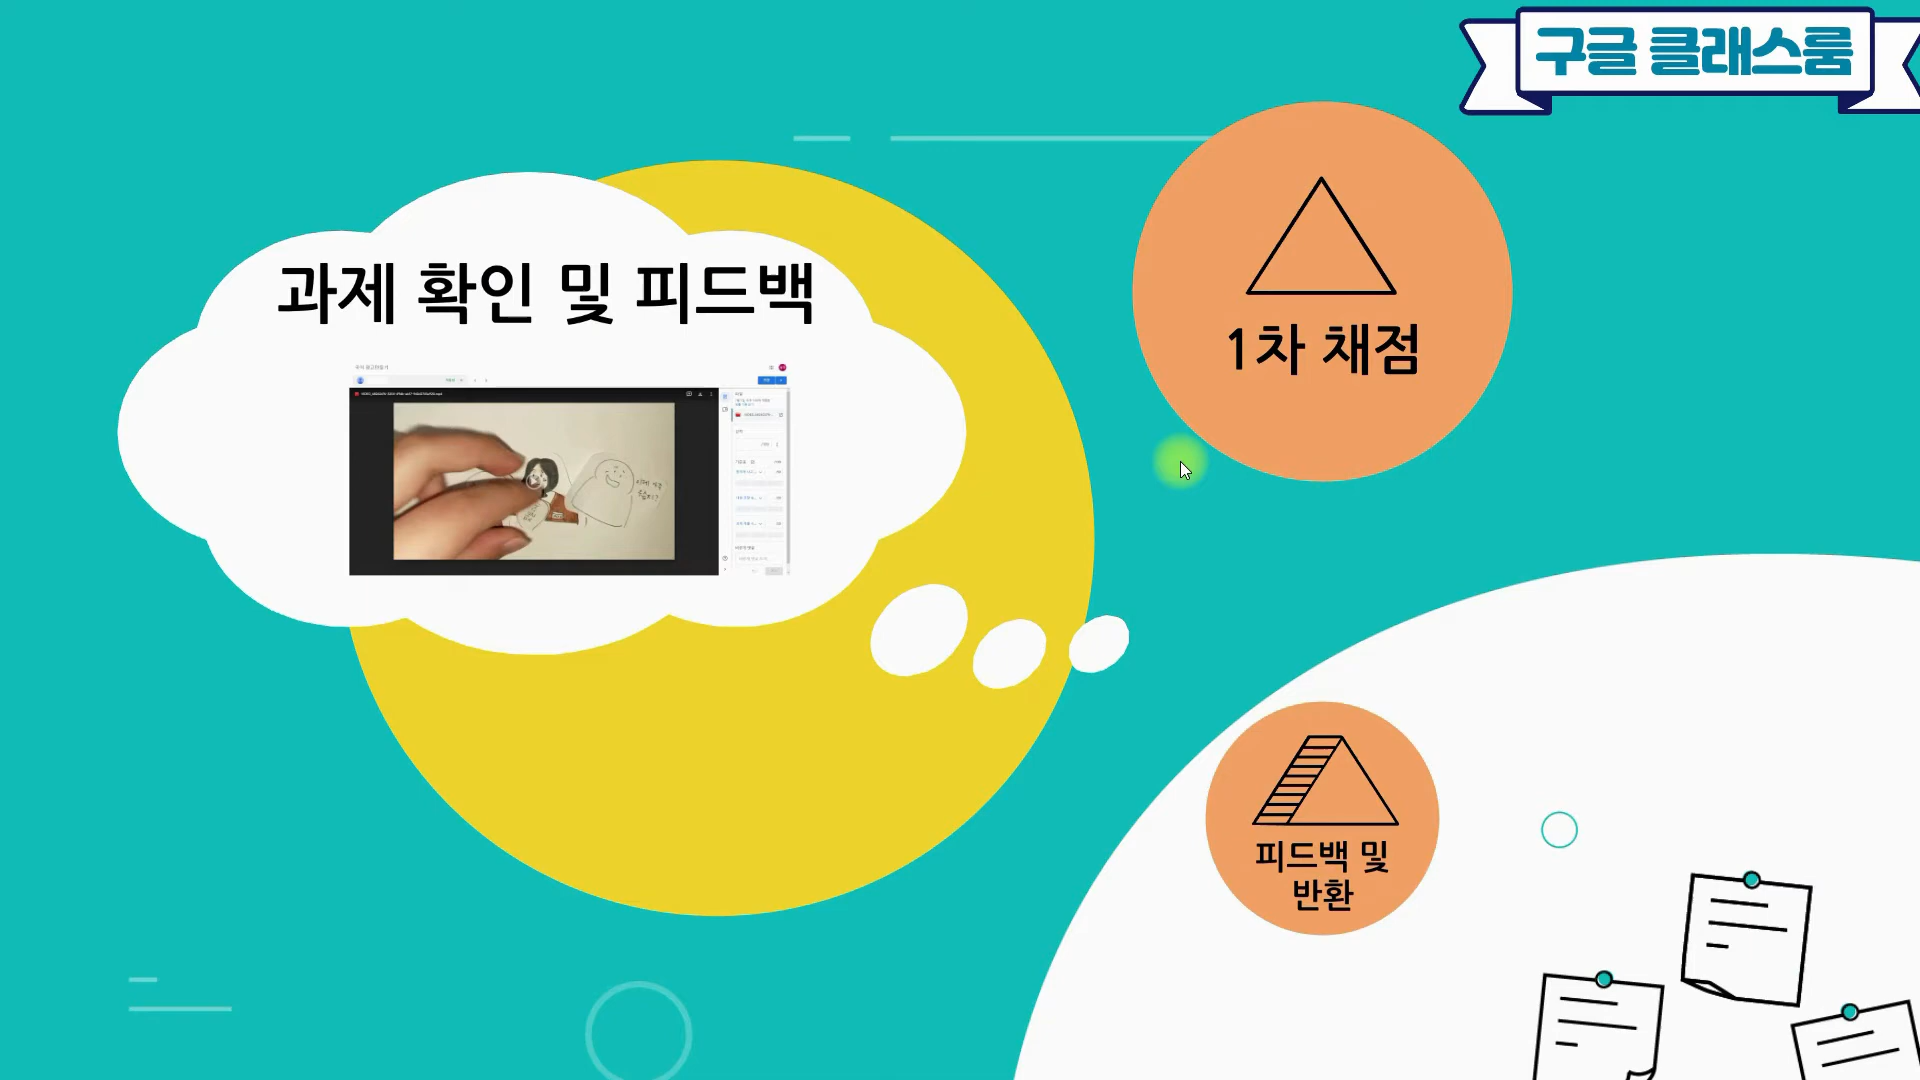 구글 클래스룸
과제 확인 및 피드백
1차 채점
피드백 및
반환